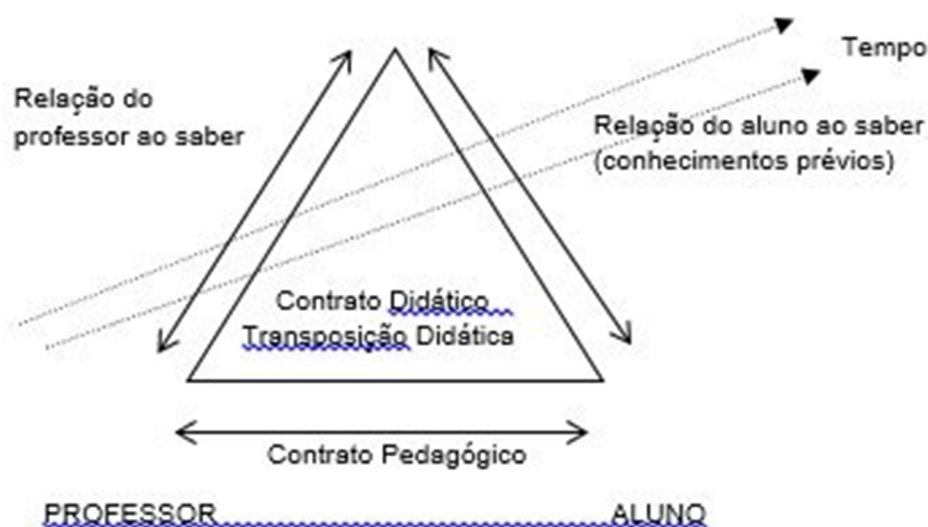 Tempo
Relação do
professor ao saber
Relação do aluno ao saber
(conhecimentos prévios)
Contrato Didático
Transposição Didática
Contrato Pedagógico
PROFESSOR ALUNO